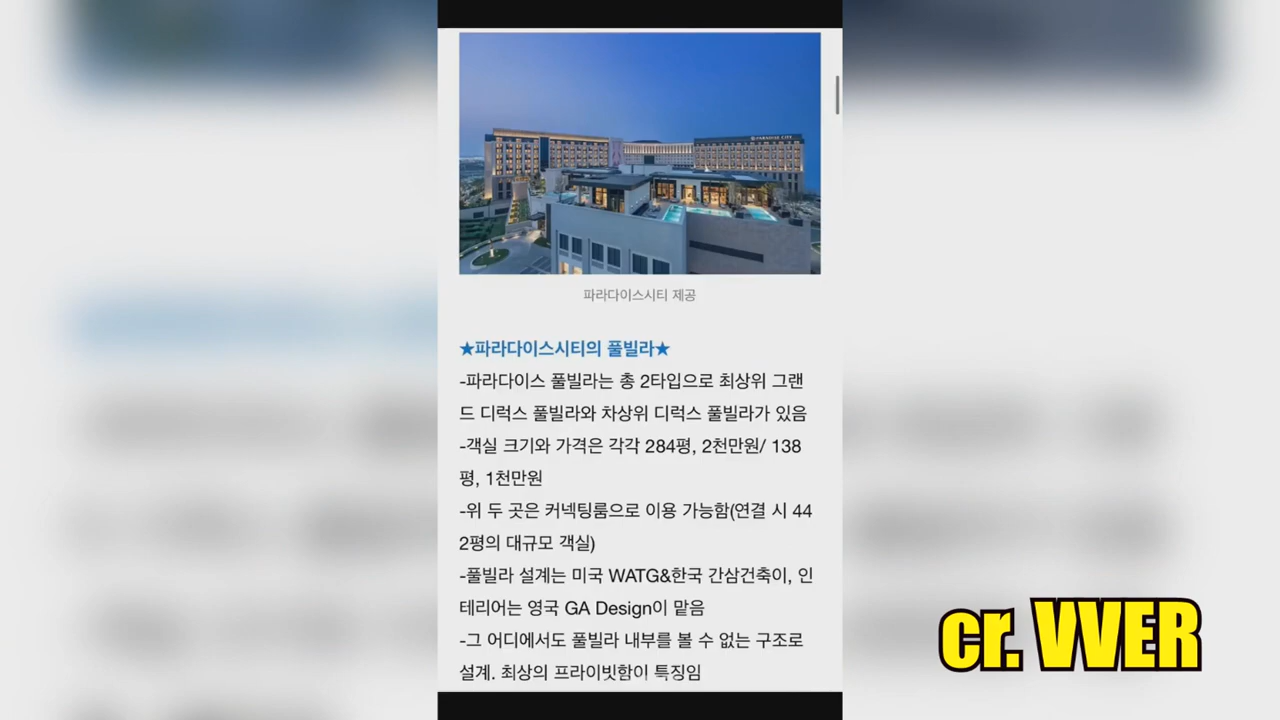 PARADISE CITY
파라다이스시티 제공
★파라다이스시티의 풀빌라★
-파라다이스 풀빌라는 총 2타입으로 최상위 그랜
드 디럭스 풀빌라와 차상위 디럭스 풀빌라가 있음
-객실 크기와 가격은 각각 284평, 2천만원/ 138
평, 1천만원
-위 두 곳은 커넥팅룸으로 이용 가능함(연결 시 44
2평의 대규모 객실)
-풀빌라 설계는 미국 WATG&한국 간삼건축이, 인
테리어는 영국 GA Design이 맡음
-그 어디에서도 풀빌라 내부를 볼 수 없는 구조로
설계. 최상의 프라이빗함이 특징임
cr. VVER